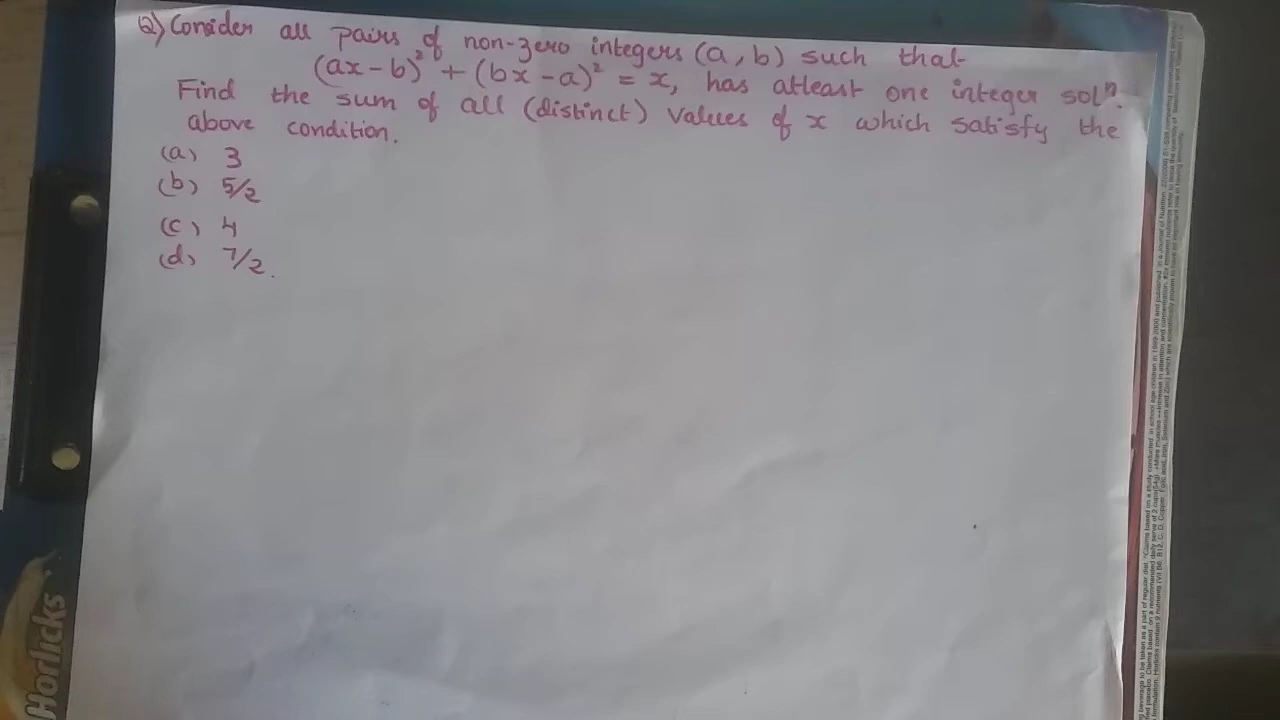 Q) Consider all pairs of non-zero integers (a, b) such that
(ax-b)² + (bx-a)² = x, has atleast one integer solⁿ.
Find the sum of all (distinct) values of x which satisfy the
above condition.
(a) 3
(b) 5/2
(c) 4
(d) 7/2.
Horlicks